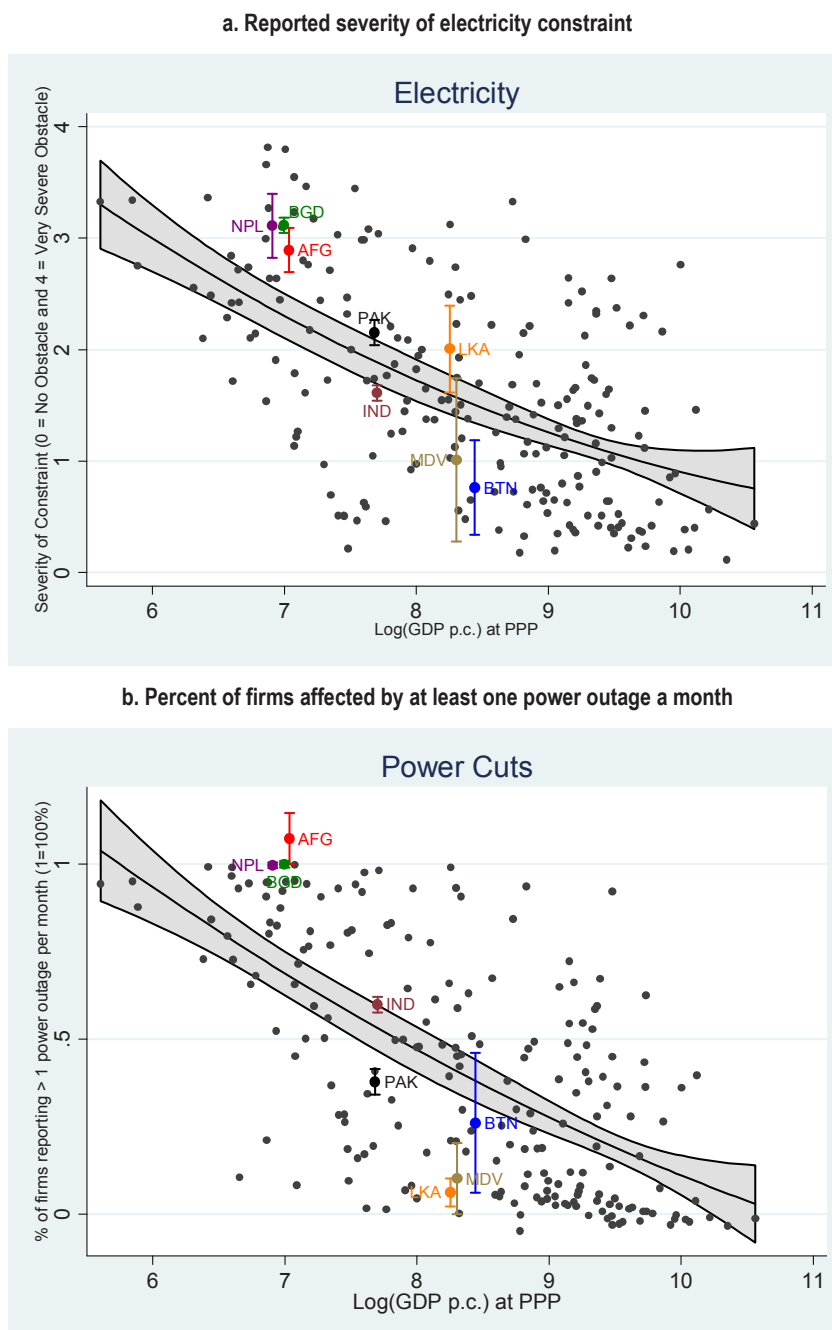 a. Reported severity of electricity constraint
Electricity
Severity of Constraint (0 = No Obstacle and 4 = Very Severe Obstacle)
4
3
2
1
0
NPL
BGD
AFG
PAK
IND
LKA
MDV
BTN
6 7 8 9 10 11
Log(GDP p.c.) at PPP
b. Percent of firms affected by at least one power outage a month
Power Cuts
% of firms reporting > 1 power outage per month (1=100%)
1
.5
0
AFG
NPL
BGD
IND
PAK
BTN
MDV
LKA
6 7 8 9 10 11
Log(GDP p.c.) at PPP